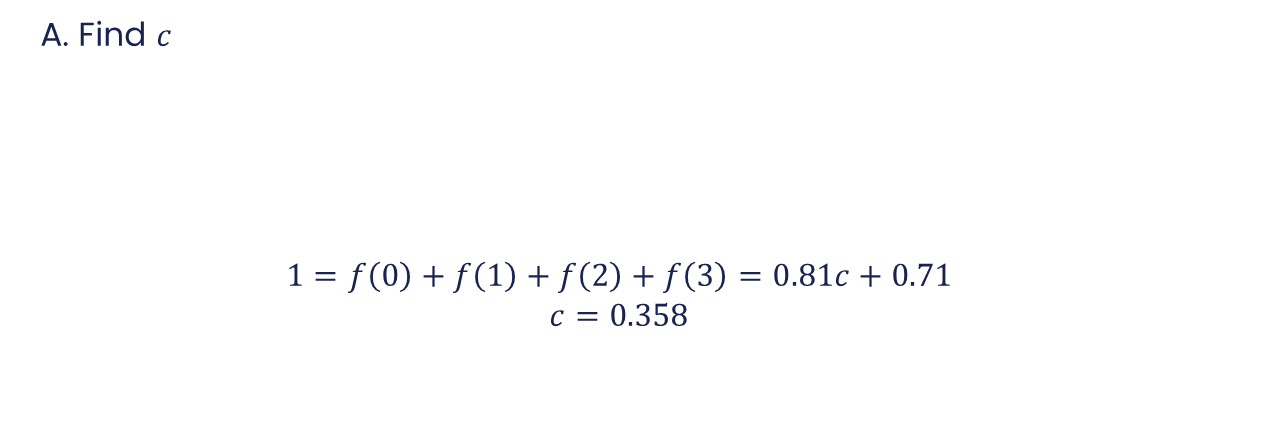 A. Find c
1 = f(0) + f(1) + f(2) + f(3) = 0.81c + 0.71
c = 0.358